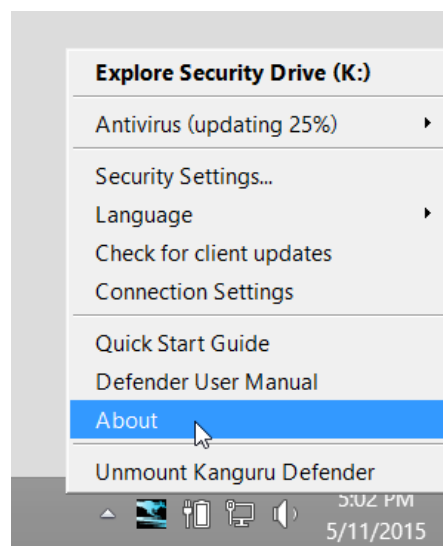 Explore Security Drive (K:)
Antivirus (updating 25%)
Security Settings...
Language
Check for client updates
Connection Settings
Quick Start Guide
Defender User Manual
About
Unmount Kanguru Defender
5:02 PM
5/11/2015